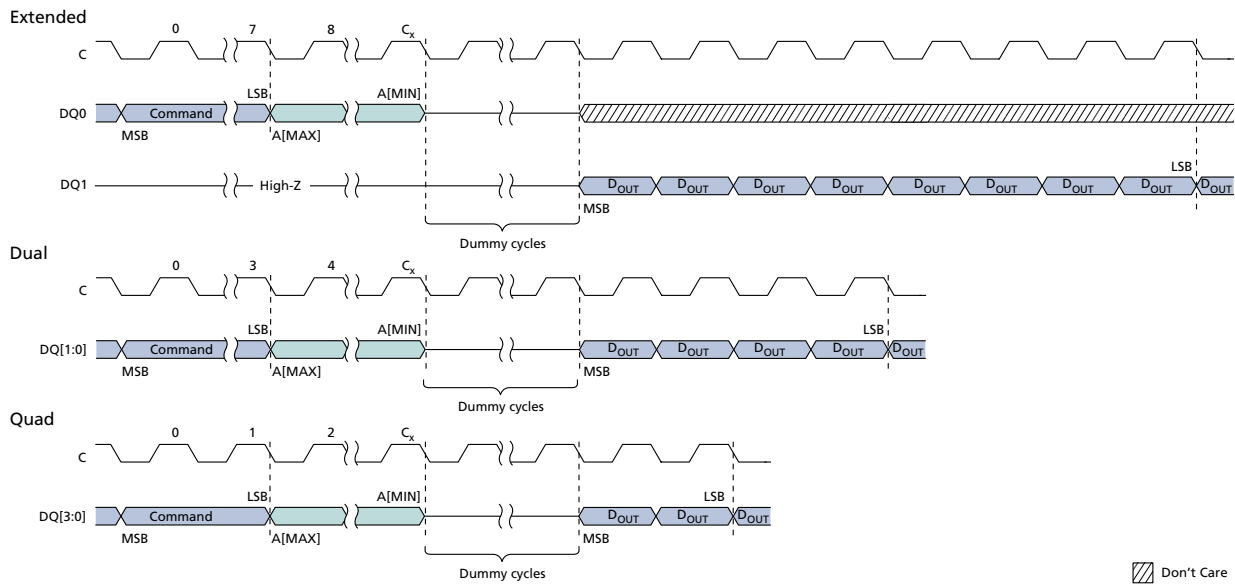 Extended
0 7 8 Cx
C
LSB A[MIN]
DQ0 Command
MSB A[MAX]
LSB
DQ1 High-Z DOUT DOUT DOUT DOUT DOUT DOUT DOUT DOUT DOUT
MSB
Dummy cycles
Dual
0 3 4 Cx
C
LSB A[MIN] LSB
DQ[1:0] Command DOUT DOUT DOUT DOUT DOUT
MSB A[MAX] MSB
Dummy cycles
Quad
0 1 2 Cx
C
LSB A[MIN] LSB
DQ[3:0] Command DOUT DOUT DOUT
MSB A[MAX] MSB
Dummy cycles
Don't Care